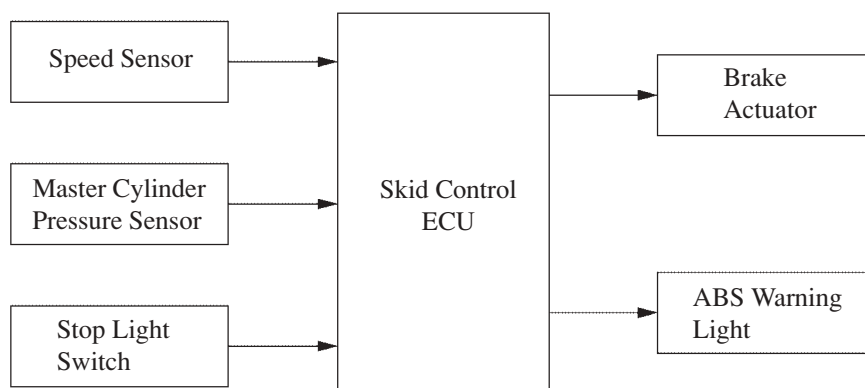 Speed Sensor
Master Cylinder
Pressure Sensor
Stop Light
Switch
Skid Control
ECU
Brake
Actuator
ABS Warning
Light